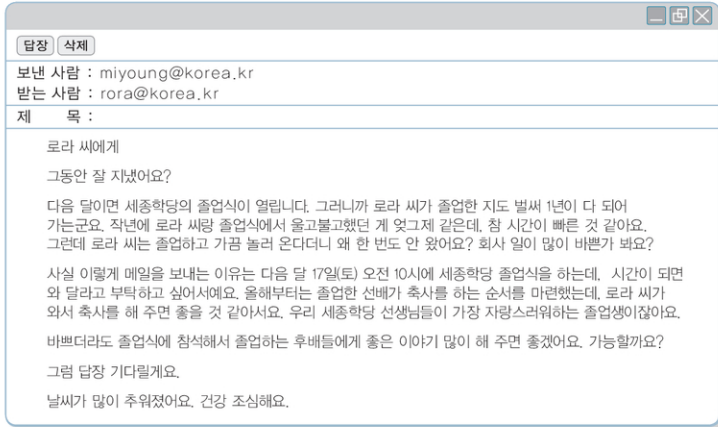 답장 삭제
보낸 사람 : miyoung@korea.kr
받는 사람 : rora@korea.kr
제 목 :
로라 씨에게
그동안 잘 지냈어요?
다음 달이면 세종학당의 졸업식이 열립니다. 그러니까 로라 씨가 졸업한 지도 벌써 1년이 다 되어
가는군요. 작년에 로라 씨랑 졸업식에서 울고불고했던 게 엊그제 같은데, 참 시간이 빠른 것 같아요.
그런데 로라 씨는 졸업하고 가끔 놀러 온다더니 왜 한 번도 안 왔어요? 회사 일이 많이 바쁜가 봐요?
사실 이렇게 메일을 보내는 이유는 다음 달 17일(토) 오전 10시에 세종학당 졸업식을 하는데, 시간이 되면
와 달라고 부탁하고 싶어서예요. 올해부터는 졸업한 선배가 축사를 하는 순서를 마련했는데, 로라 씨가
와서 축사를 해 주면 좋을 것 같아서요. 우리 세종학당 선생님들이 가장 자랑스러워하는 졸업생이잖아요.
바쁘더라도 졸업식에 참석해서 졸업하는 후배들에게 좋은 이야기 많이 해 주면 좋겠어요. 가능할까요?
그럼 답장 기다릴게요.
날씨가 많이 추워졌어요. 건강 조심해요.